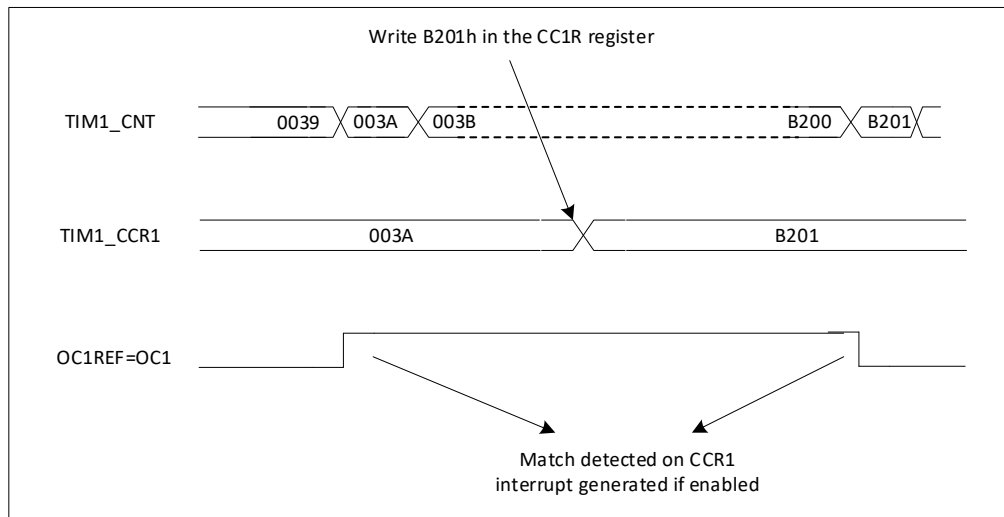 Write B201h in the CC1R register
TIM1_CNT 0039 003A 003B B200 B201
TIM1_CCR1 003A B201
OC1REF=OC1
Match detected on CCR1
interrupt generated if enabled